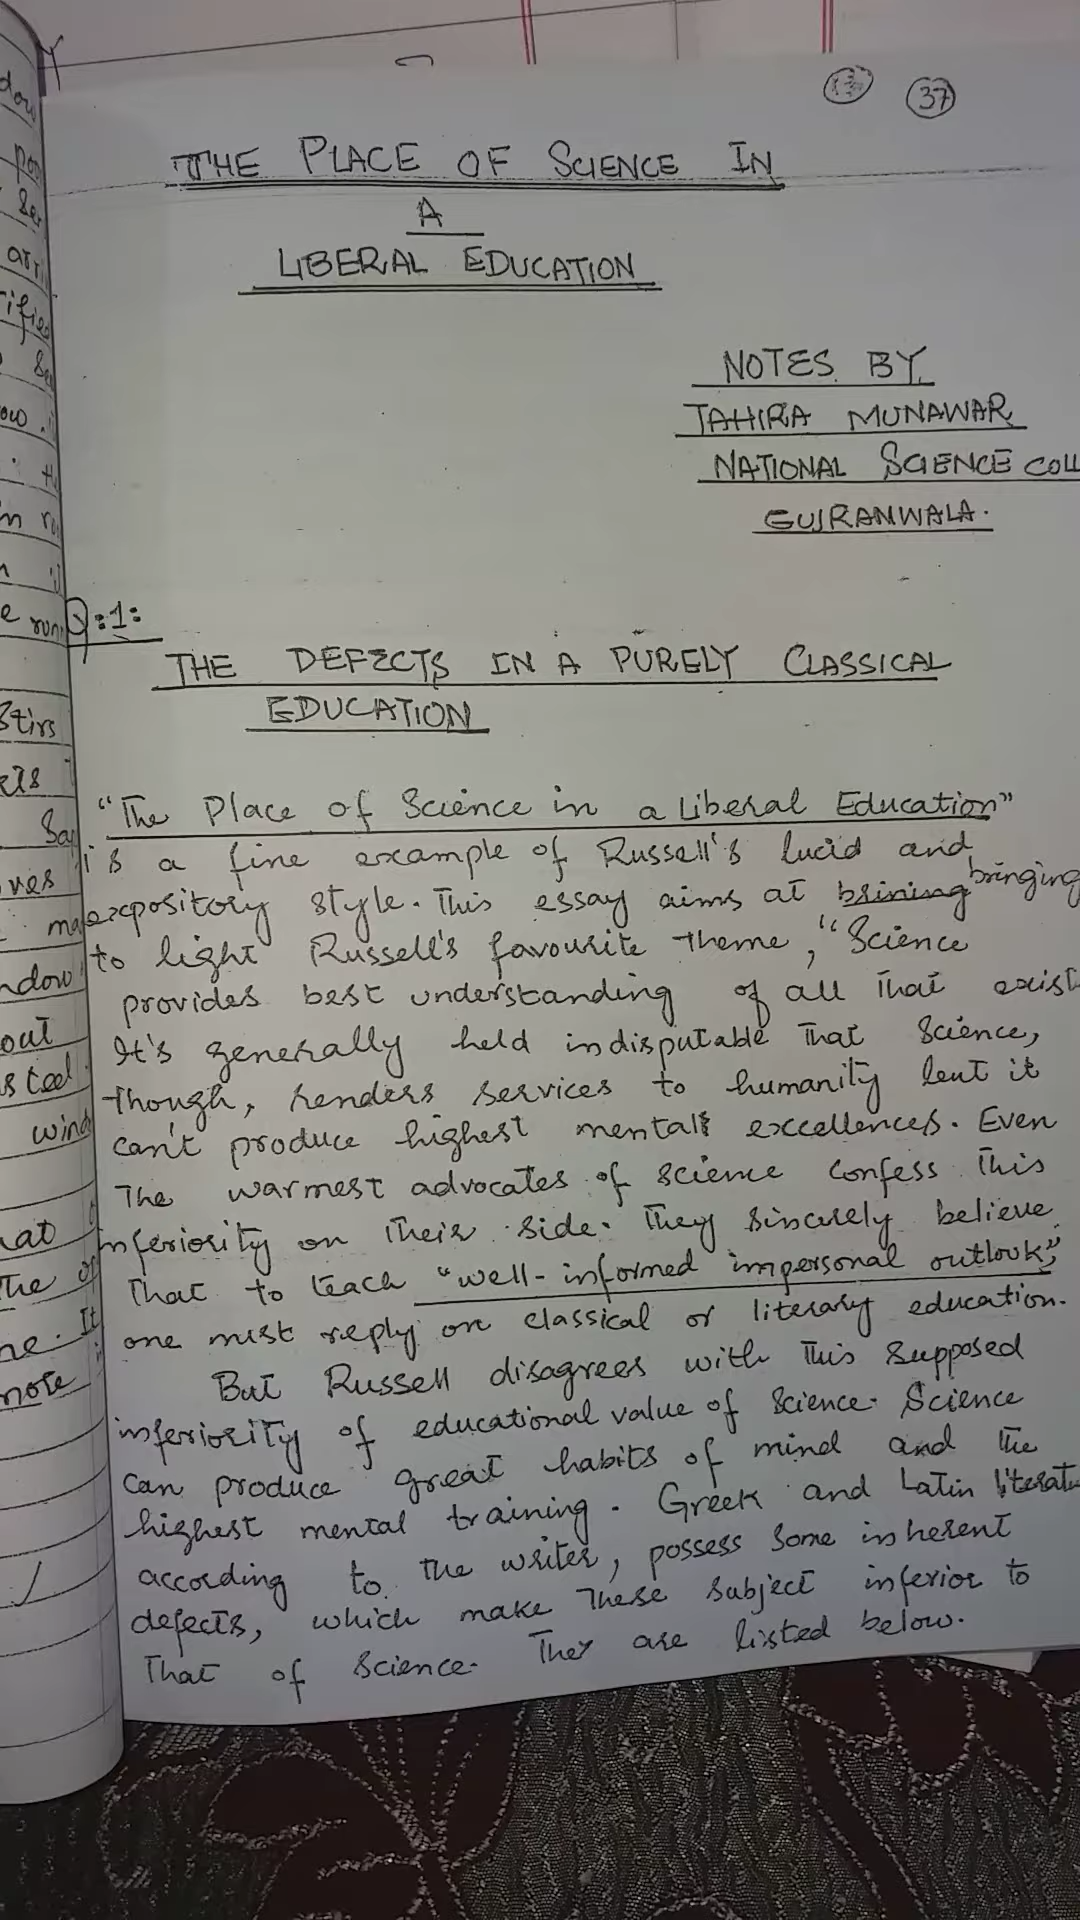 37
THE PLACE OF SCIENCE IN
A
LIBERAL EDUCATION
NOTES BY
TAHIRA MUNAWAR
NATIONAL SCIENCE COLL
GUJRANWALA.
Q:1:
THE DEFECTS IN A PURELY CLASSICAL
EDUCATION
"The Place of Science in a Liberal Education"
is a fine example of Russell's lucid and
expository style. This essay aims at brining bringing
to light Russell's favourite theme, "Science
provides best understanding of all that exist
It's generally held indisputable that Science,
though, renders services to humanity but it
can't produce highest mental excellences. Even
The warmest advocates of science confess this
inferiority on their side. They sincerely believe
that to teach "well-informed impersonal outlook",
one must reply on classical or literary education.
But Russell disagrees with this supposed
inferiority of educational value of Science. Science
can produce great habits of mind and the
highest mental training. Greek and Latin literatu
according to the writer, possess some inherent
defects, which make these subject inferior to
that of Science. They are listed below.